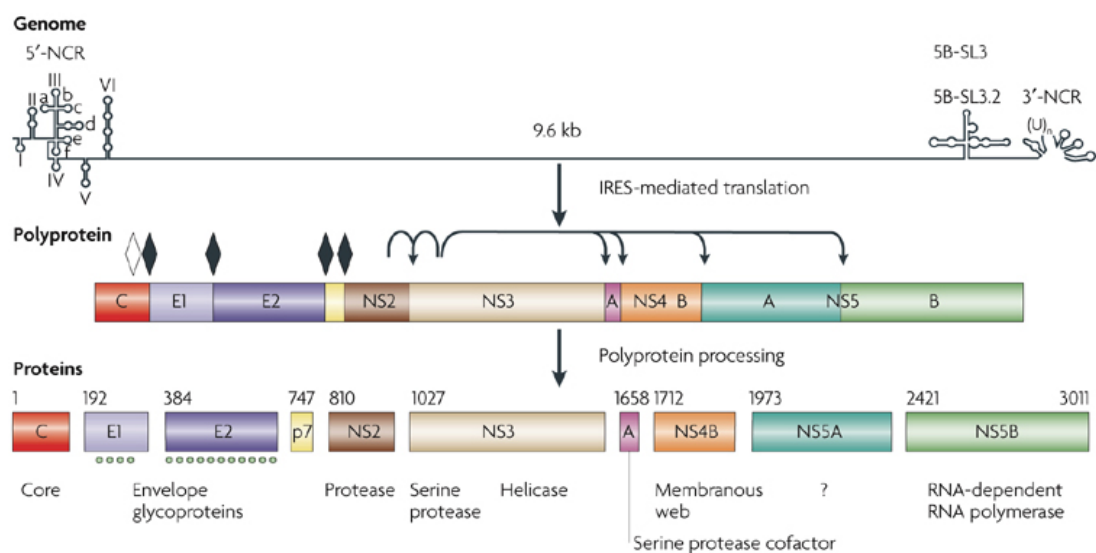 Genome
5′-NCR
5B-SL3
III
VI
II
a
b
c
5B-SL3.2
3′-NCR
d
(U)n
9.6 kb
e
f
I
IV
V
IRES-mediated translation
Polyprotein
C
E1
E2
NS2
NS3
A
NS4 B
A
NS5
B
Polyprotein processing
Proteins
1
192
384
747
810
1027
1658
1712
1973
2421
3011
C
E1
E2
p7
NS2
NS3
A
NS4B
NS5A
NS5B
Core
Envelope
glycoproteins
Protease
Serine
protease
Helicase
Membranous
web
?
RNA-dependent
RNA polymerase
Serine protease cofactor